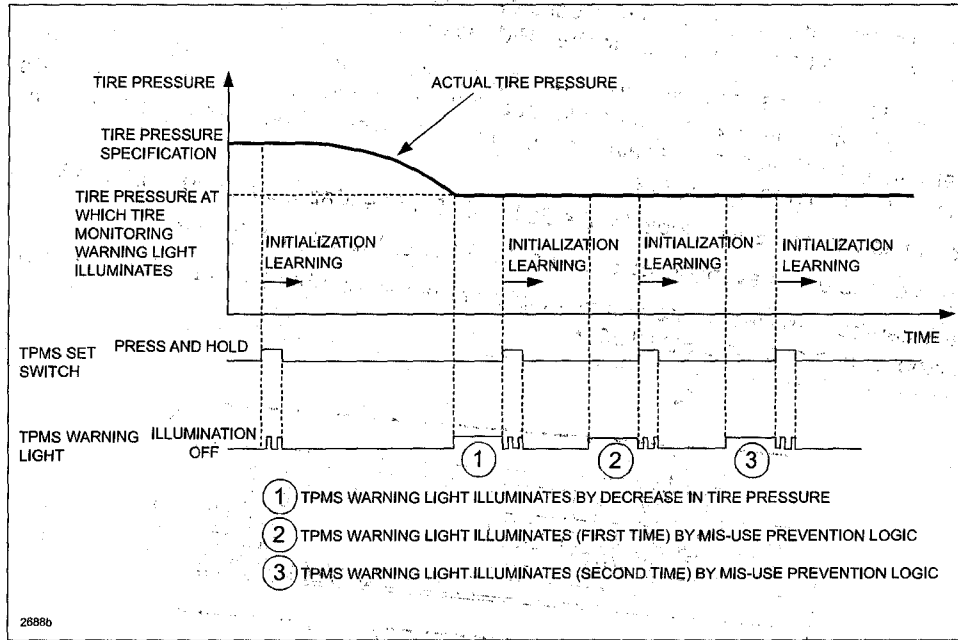 TIRE PRESSURE
ACTUAL TIRE PRESSURE
TIRE PRESSURE
SPECIFICATION
TIRE PRESSURE AT
WHICH TIRE
MONITORING
WARNING LIGHT
ILLUMINATES
INITIALIZATION
LEARNING
INITIALIZATION
LEARNING
INITIALIZATION
LEARNING
INITIALIZATION
LEARNING
TIME
TPMS SET
SWITCH
PRESS AND HOLD
TPMS WARNING
LIGHT
ILLUMINATION
OFF
1
2
3
1 TPMS WARNING LIGHT ILLUMINATES BY DECREASE IN TIRE PRESSURE
2 TPMS WARNING LIGHT ILLUMINATES (FIRST TIME) BY MIS-USE PREVENTION LOGIC
3 TPMS WARNING LIGHT ILLUMINATES (SECOND TIME) BY MIS-USE PREVENTION LOGIC
2688b